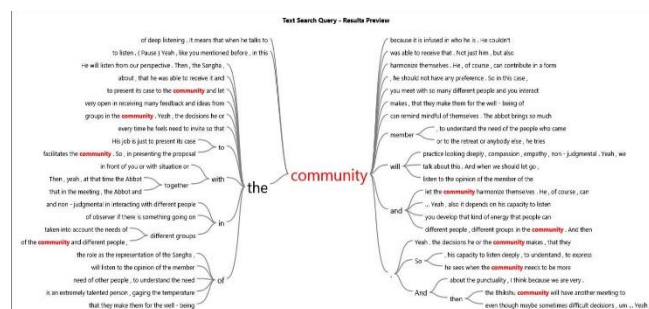 Text Search Query - Results Preview
of deep listening . It means that when he talks to
to listen , ( Pause ) Yeah , like you mentioned before , in this
He will listen from our perspective . Then , the Sangha ,
about , that he was able to receive it and
to present its case to the community and let
very open in receiving many feedback and ideas from
groups in the community . Yeah , the decisions he or
every time he feels need to invite so that
His job is just to present case
facilitates the community . So , in presenting the proposal
to
in front of you or with situation or
Then , yeah , at that time the Abbot
that in the meeting , the Abbot and
together
with
and non - judgmental in interacting with different people
of observer if there is something going on
taken into account the needs of
of the community and different people ,
different groups
in
the role as the representation of the Sangha ,
will listen to the opinion of the member
need of other people , to understand the need
is an extremely talented person , gaging the temperature
that they make them for the well - being
of
the
community
because it is infused in who he is . He couldn't
was able to receive that . Not just him , but also
harmonize themselves . He , of course , can contribute in a form
, he should not have any preference . So in this case ,
you meet with so many different people and you interact
makes , that they make them for the well - being of
can remind mindful of themselves . The abbot brings so much
member
, to understand the need of the people who came
or to the retreat or anybody else , he tries
will
practice looking deeply , compassion , empathy , non - judgmental . Yeah , we
talk about this . And when we should let go ,
listen to the opinion of the member of the
and
let the community harmonize themselves . He , of course , can
... Yeah , also it depends on his capacity to listen
you develop that kind of energy that people can
different people , different groups in the community . And then
.
Yeah , the decisions he or the community makes , that they
So
, his capacity to listen deeply , to understand , to express
he sees when the community needs to be more
And
about the punctuality , I think because we are very .
then
the Bhikshu community will have another meeting to
even though maybe sometimes difficult decisions , um ... Yeah